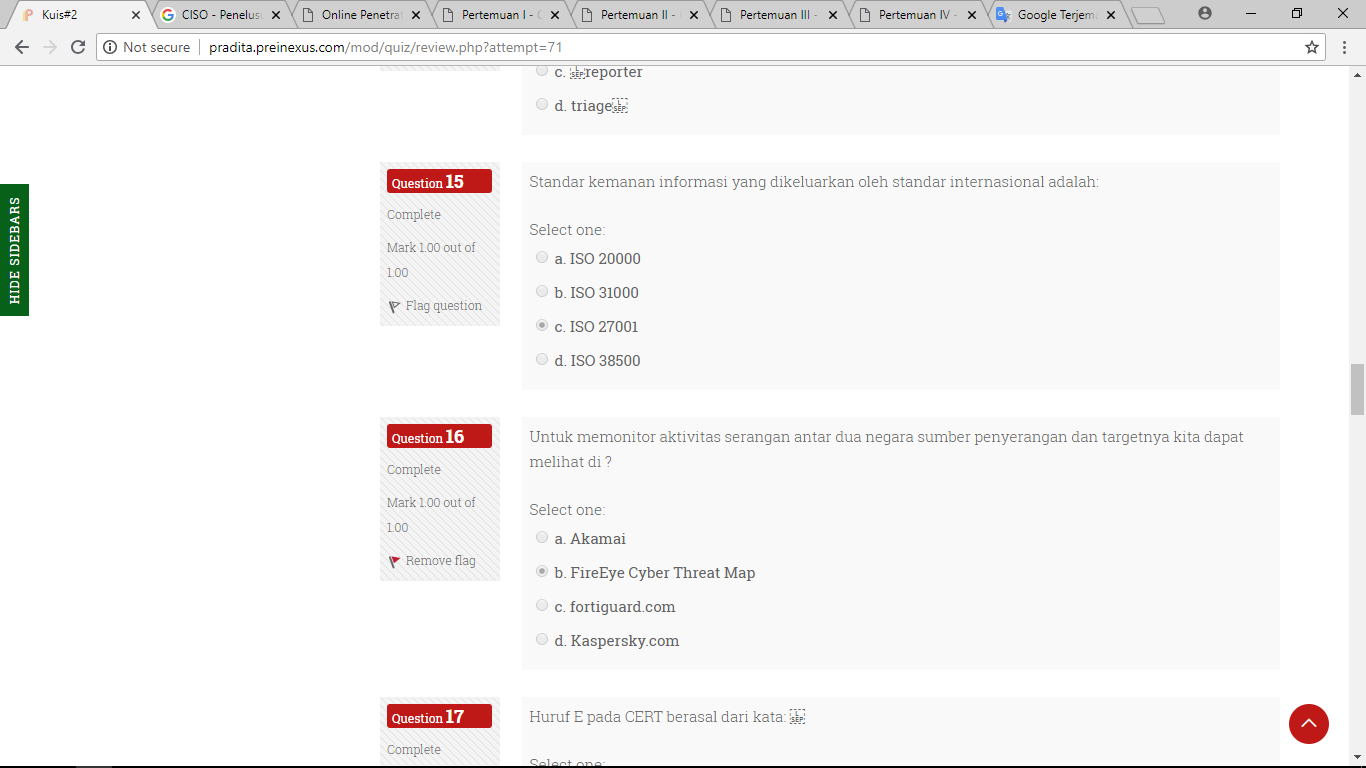 Kuis#2
CISO - Penelus
Online Penetra
Pertemuan I -
Pertemuan II -
Pertemuan III -
Pertemuan IV -
Google Terjem
Not secure
pradita.preinexus.com/mod/quiz/review.php?attempt=71
HIDE SIDEBARS
c. reporter
d. triage
Question 15
Complete
Mark 1.00 out of
1.00
Flag question
Standar kemanan informasi yang dikeluarkan oleh standar internasional adalah:
Select one:
a. ISO 20000
b. ISO 31000
c. ISO 27001
d. ISO 38500
Question 16
Complete
Mark 1.00 out of
1.00
Remove flag
Untuk memonitor aktivitas serangan antar dua negara sumber penyerangan dan targetnya kita dapat
melihat di ?
Select one:
a. Akamai
b. FireEye Cyber Threat Map
c. fortiguard.com
d. Kaspersky.com
Question 17
Complete
Huruf E pada CERT berasal dari kata:
Select one: